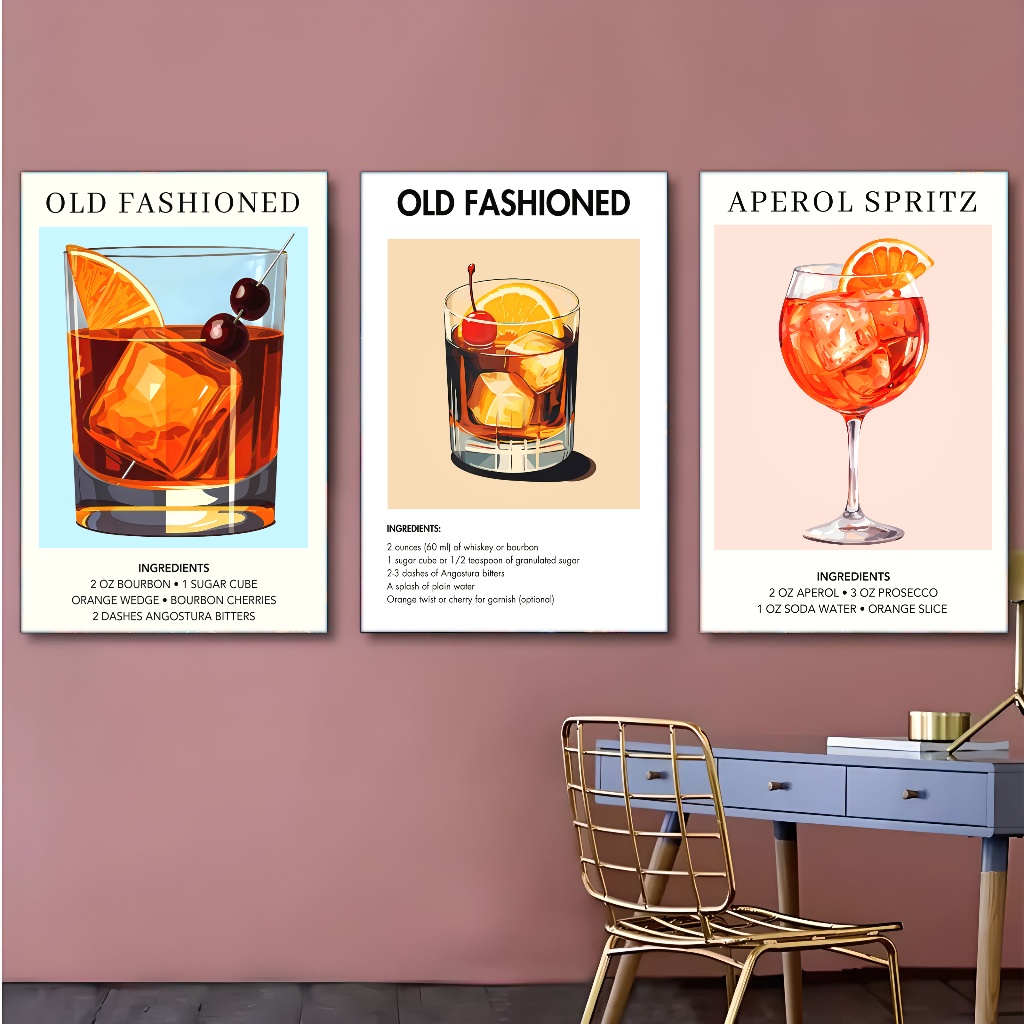 OLD FASHIONED
INGREDIENTS
2 OZ BOURBON • 1 SUGAR CUBE
ORANGE WEDGE • BOURBON CHERRIES
2 DASHES ANGOSTURA BITTERS
OLD FASHIONED
INGREDIENTS:
2 ounces (60 ml) of whiskey or bourbon
1 sugar cube or 1/2 teaspoon of granulated sugar
2-3 dashes of Angostura bitters
A splash of plain water
Orange twist or cherry for garnish (optional)
APEROL SPRITZ
INGREDIENTS
2 OZ APEROL • 3 OZ PROSECCO
1 OZ SODA WATER • ORANGE SLICE